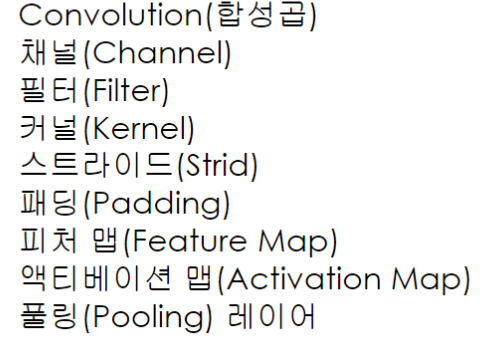 Convolution(합성곱)
채널(Channel)
필터(Filter)
커널(Kernel)
스트라이드(Strid)
패딩(Padding)
피처 맵(Feature Map)
액티베이션 맵(Activation Map)
풀링(Pooling) 레이어